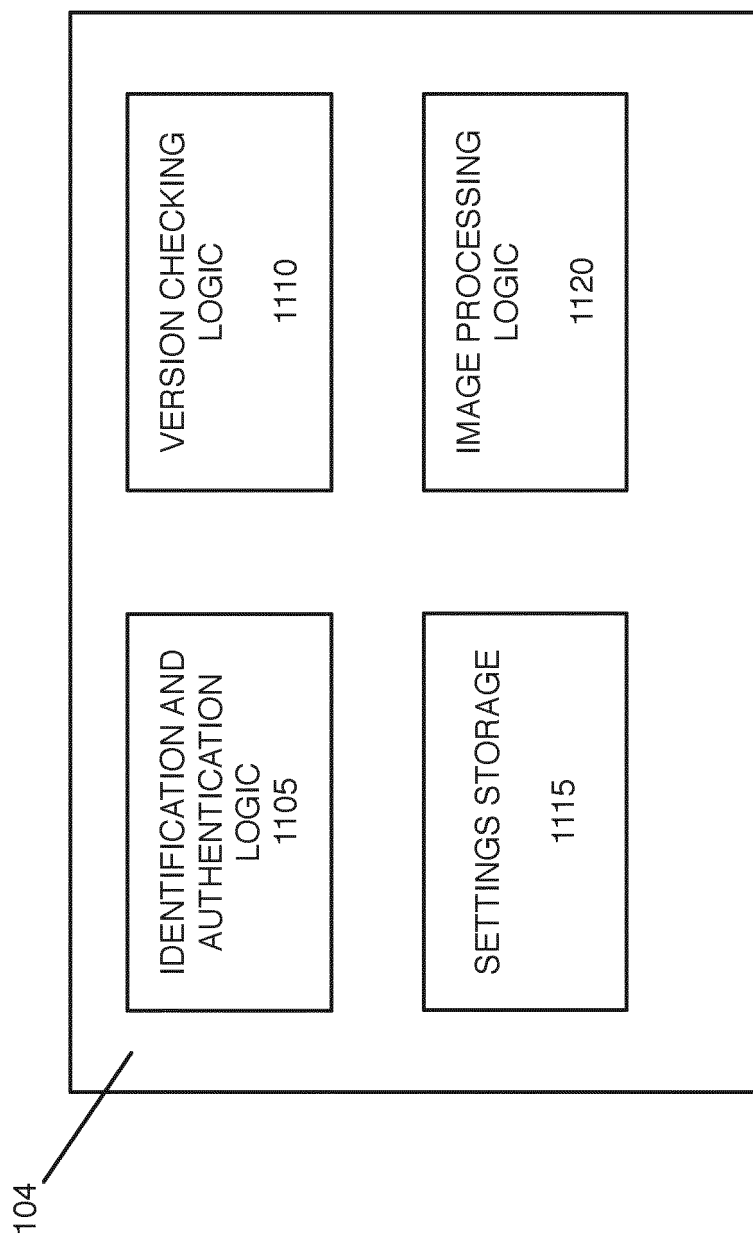 104
IDENTIFICATION AND
AUTHENTICATION
LOGIC
1105
VERSION CHECKING
LOGIC
1110
SETTINGS STORAGE
1115
IMAGE PROCESSING
LOGIC
1120